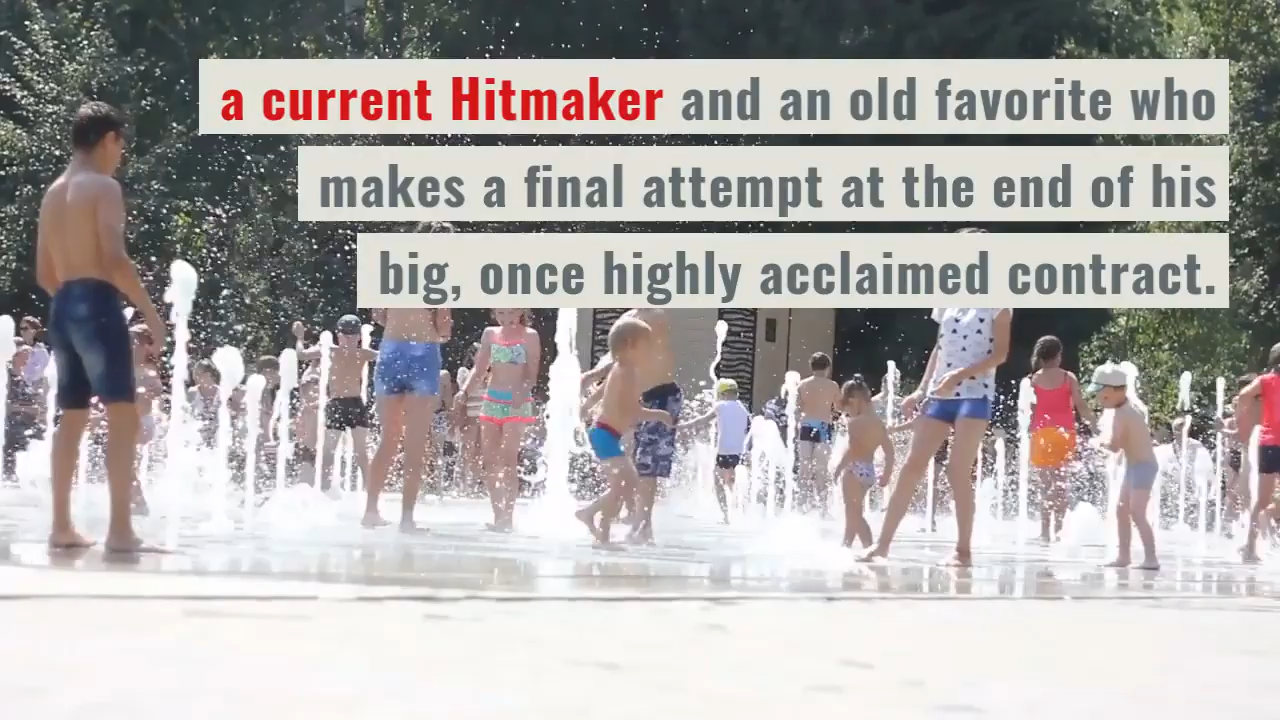 a current Hitmaker and an old favorite who
makes a final attempt at the end of his
big, once highly acclaimed contract.